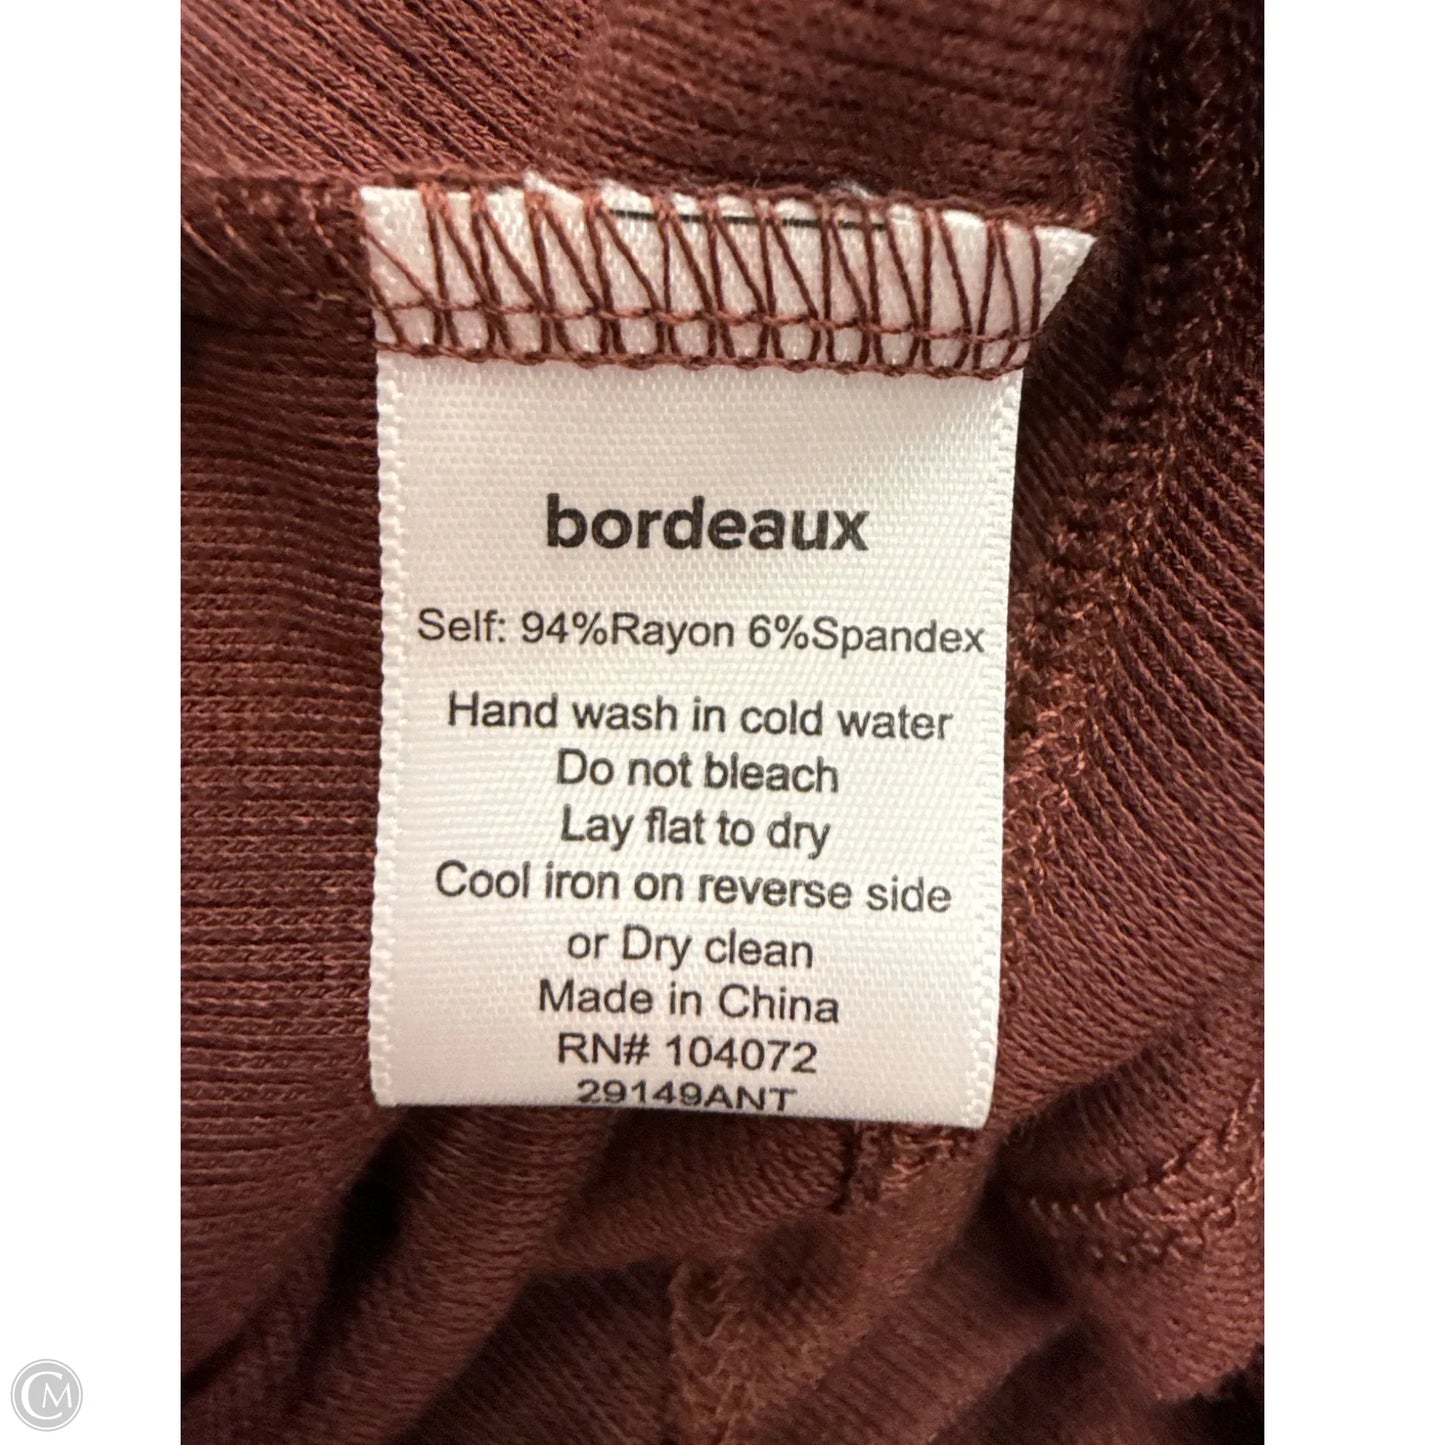 bordeaux
Self: 94%Rayon 6%Spandex
Hand wash in cold water
Do not bleach
Lay flat to dry
Cool iron on reverse side
or Dry clean
Made in China
RN# 104072
29149ANT
CM